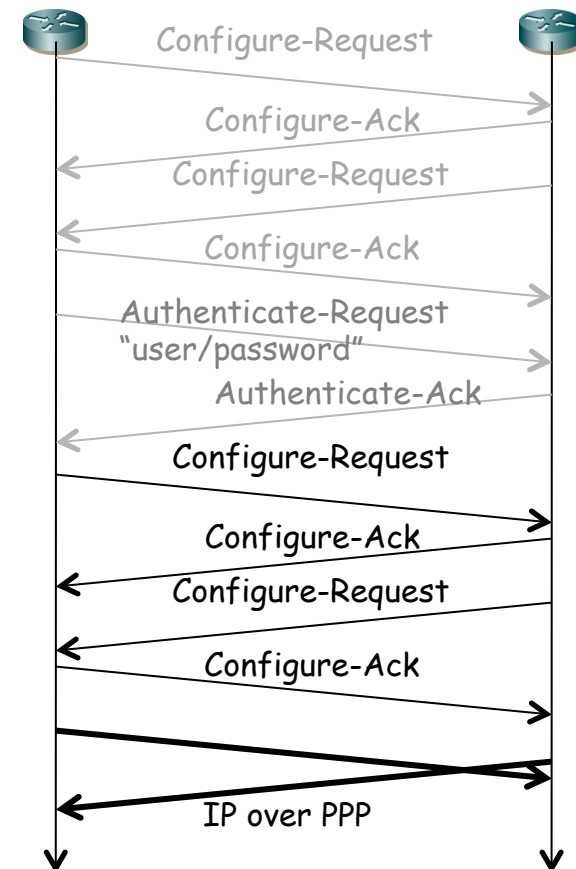 Configure-Request
Configure-Ack
Configure-Request
Configure-Ack
Authenticate-Request
“user/password”
Authenticate-Ack
Configure-Request
Configure-Ack
Configure-Request
Configure-Ack
IP over PPP